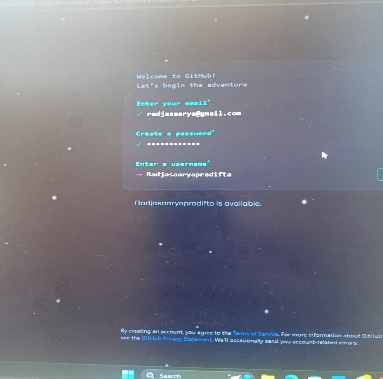 Welcome to GitHub!
Let's begin the adventure
Enter your email*
✓ radjasaarya@gmail.com
Create a password*
✓ ••••••••••••
Enter a username*
→ Radjasaaryapradifta
Radjasaaryapradifta is available.
By creating an account, you agree to the Terms of Service. For more information about GitHub'
see the GitHub Privacy Statement. We'll occasionally send you account-related emails.
Search